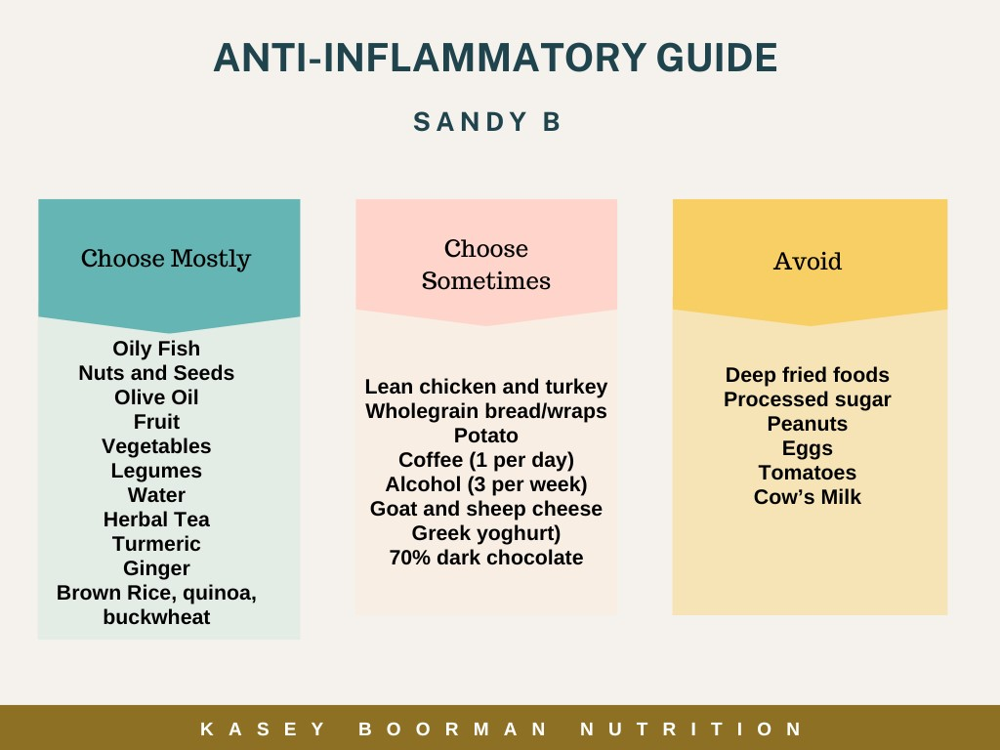 ANTI-INFLAMMATORY GUIDE
SANDY B
Choose Mostly
Oily Fish
Nuts and Seeds
Olive Oil
Fruit
Vegetables
Legumes
Water
Herbal Tea
Turmeric
Ginger
Brown Rice, quinoa,
buckwheat
Choose
Sometimes
Lean chicken and turkey
Wholegrain bread/wraps
Potato
Coffee (1 per day)
Alcohol (3 per week)
Goat and sheep cheese
Greek yoghurt)
70% dark chocolate
Avoid
Deep fried foods
Processed sugar
Peanuts
Eggs
Tomatoes
Cow’s Milk
KASEY BOORMAN NUTRITION